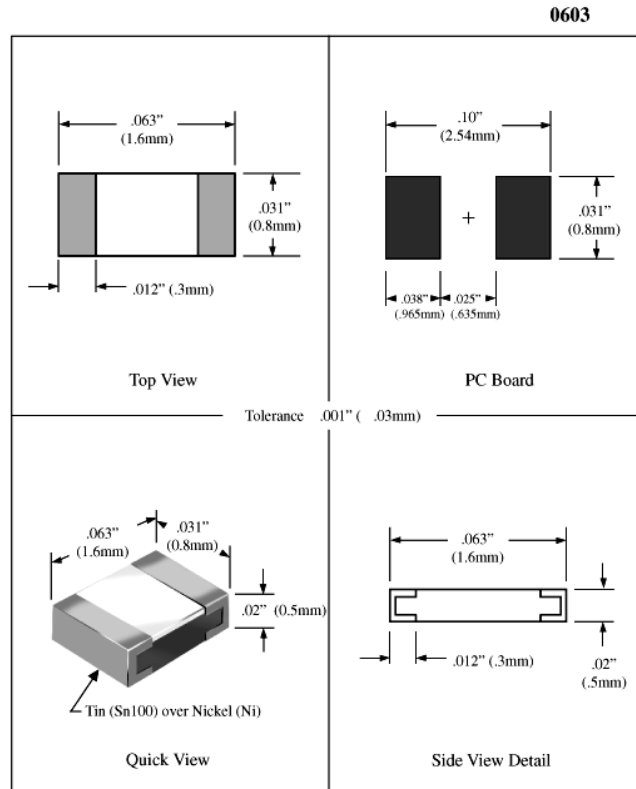 0603
.063”
(1.6mm)
.031”
(0.8mm)
.012” (.3mm)
Top View
.10”
(2.54mm)
+
.031”
(0.8mm)
.038” .025”
(.965mm) (.635mm)
PC Board
Tolerance .001” ( .03mm)
.063”
(1.6mm)
.031”
(0.8mm)
.02” (0.5mm)
Tin (Sn100) over Nickel (Ni)
Quick View
.063”
(1.6mm)
.012” (.3mm)
.02”
(.5mm)
Side View Detail